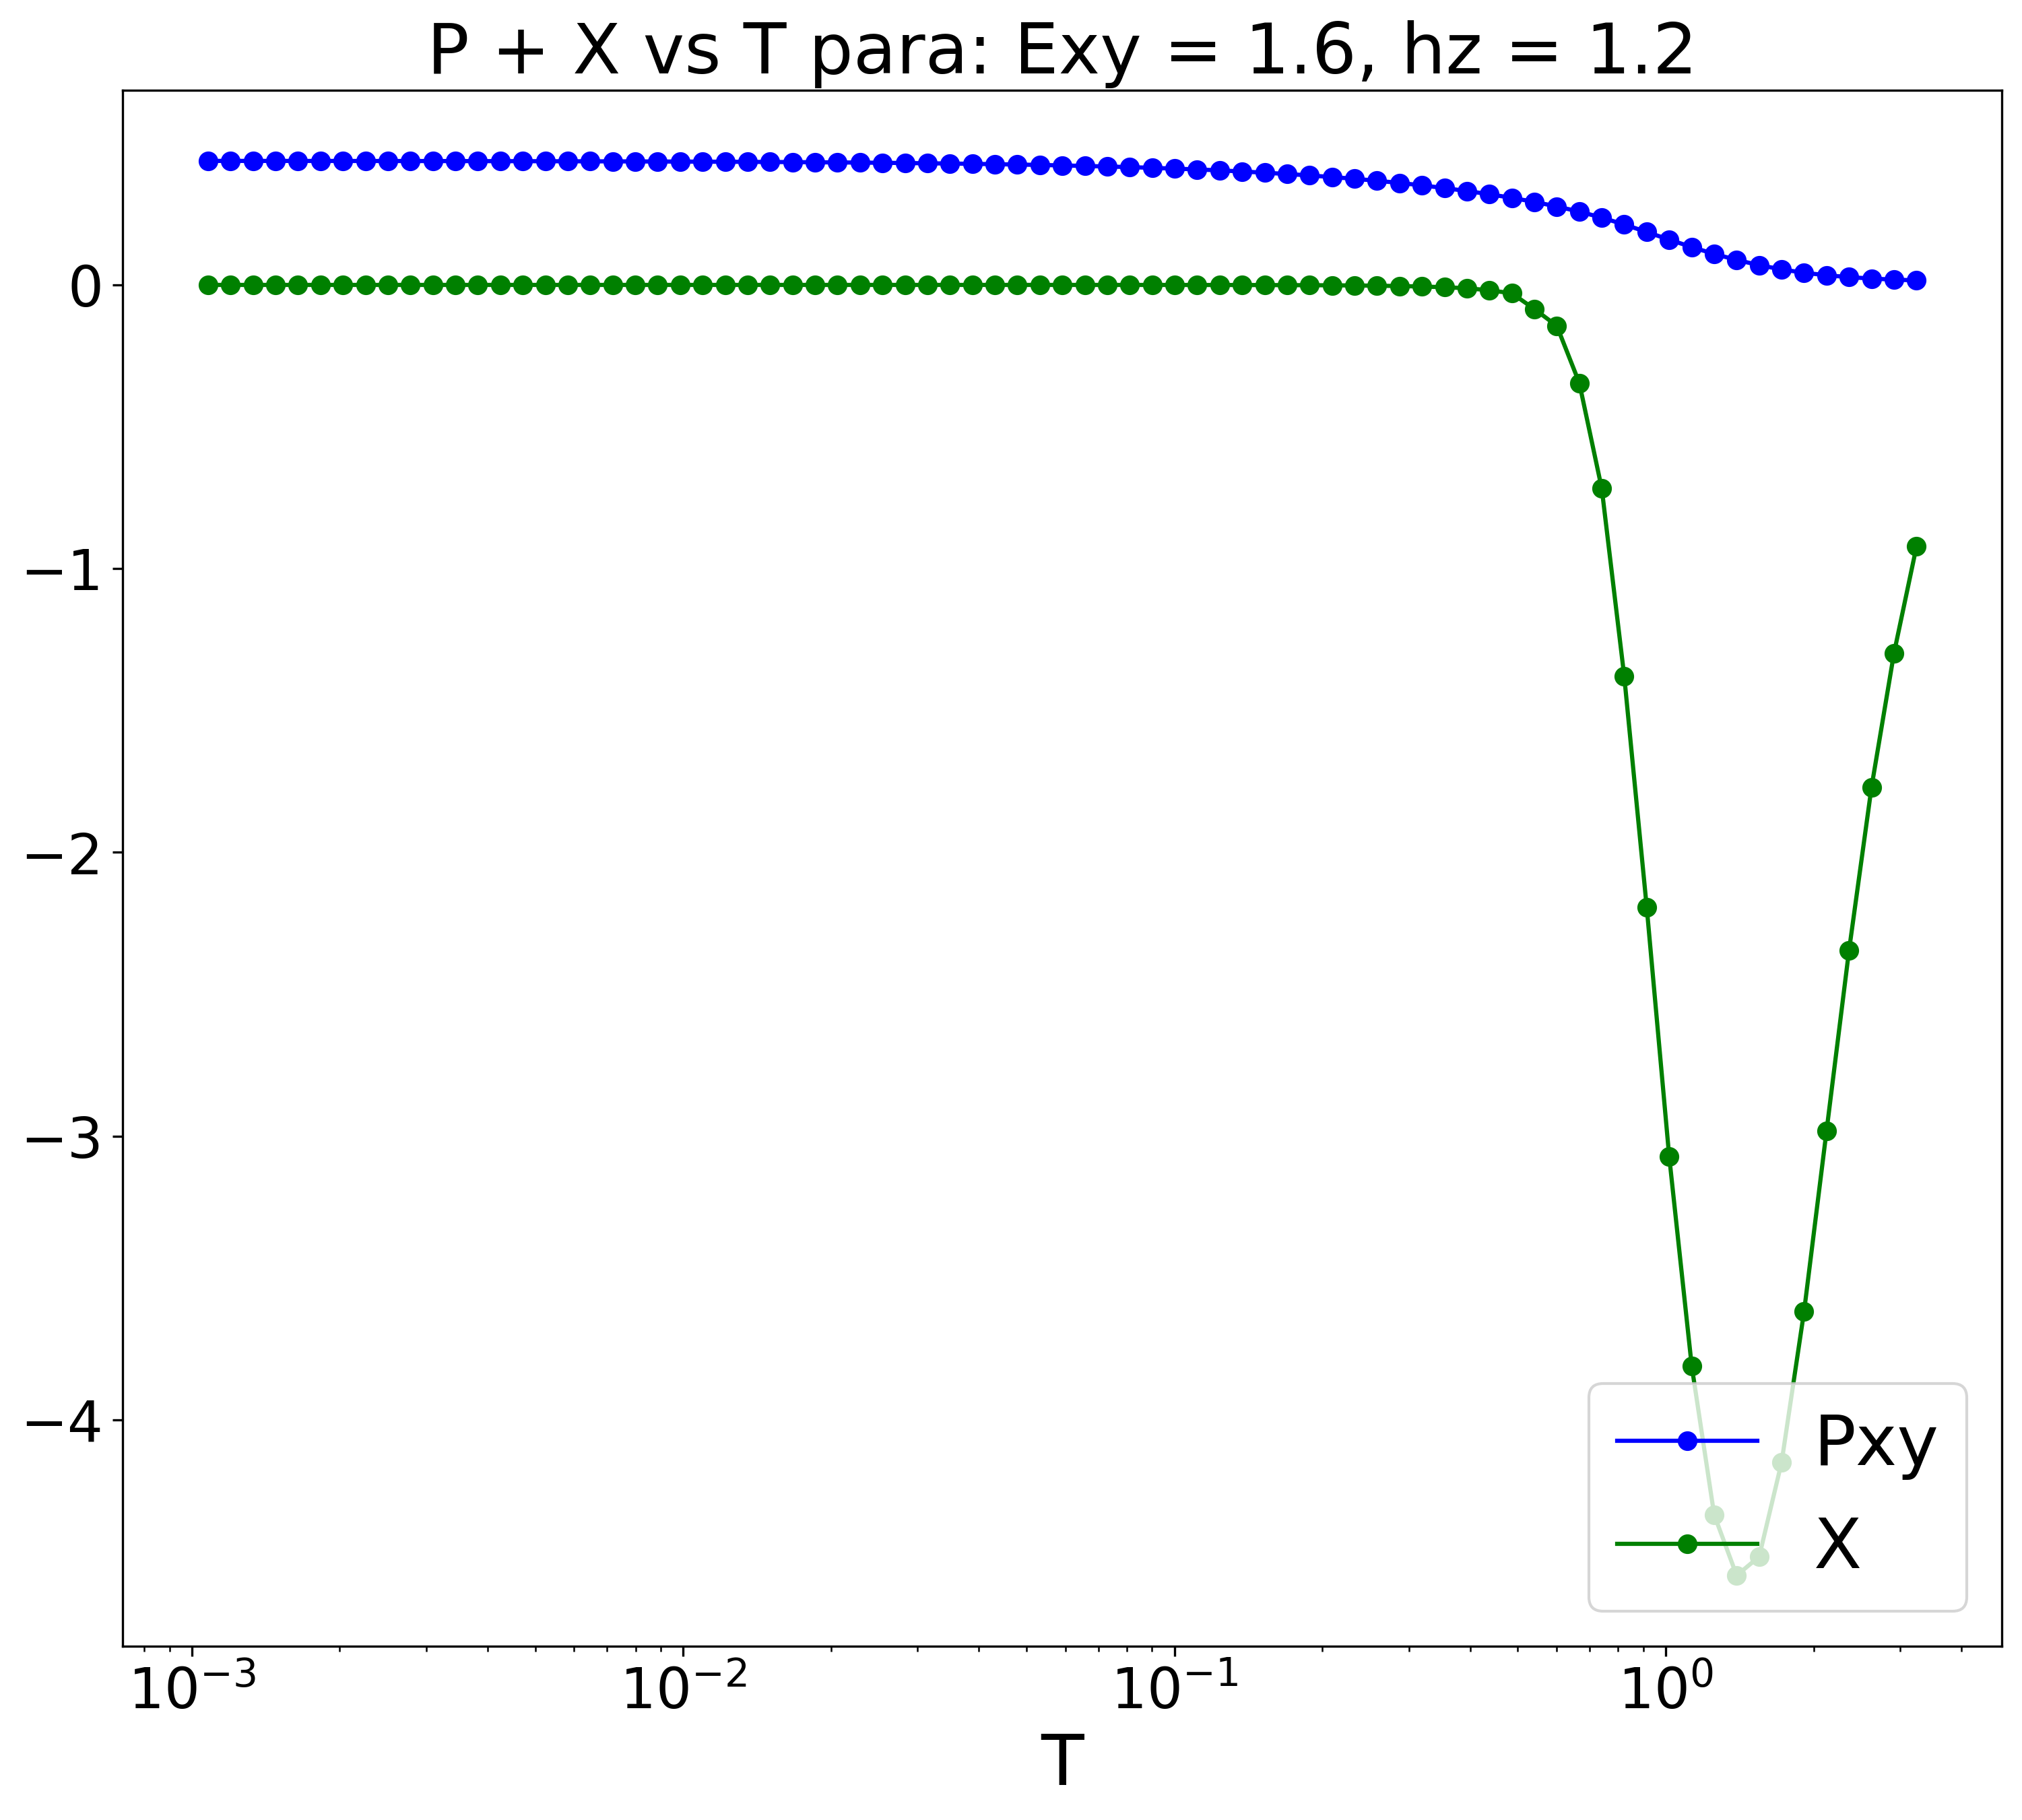 P + X vs T para: Exy = 1.6, hz = 1.2
0
−1
−2
−3
−4
Pxy
X
10⁻³ 10⁻² 10⁻¹ 10⁰
T